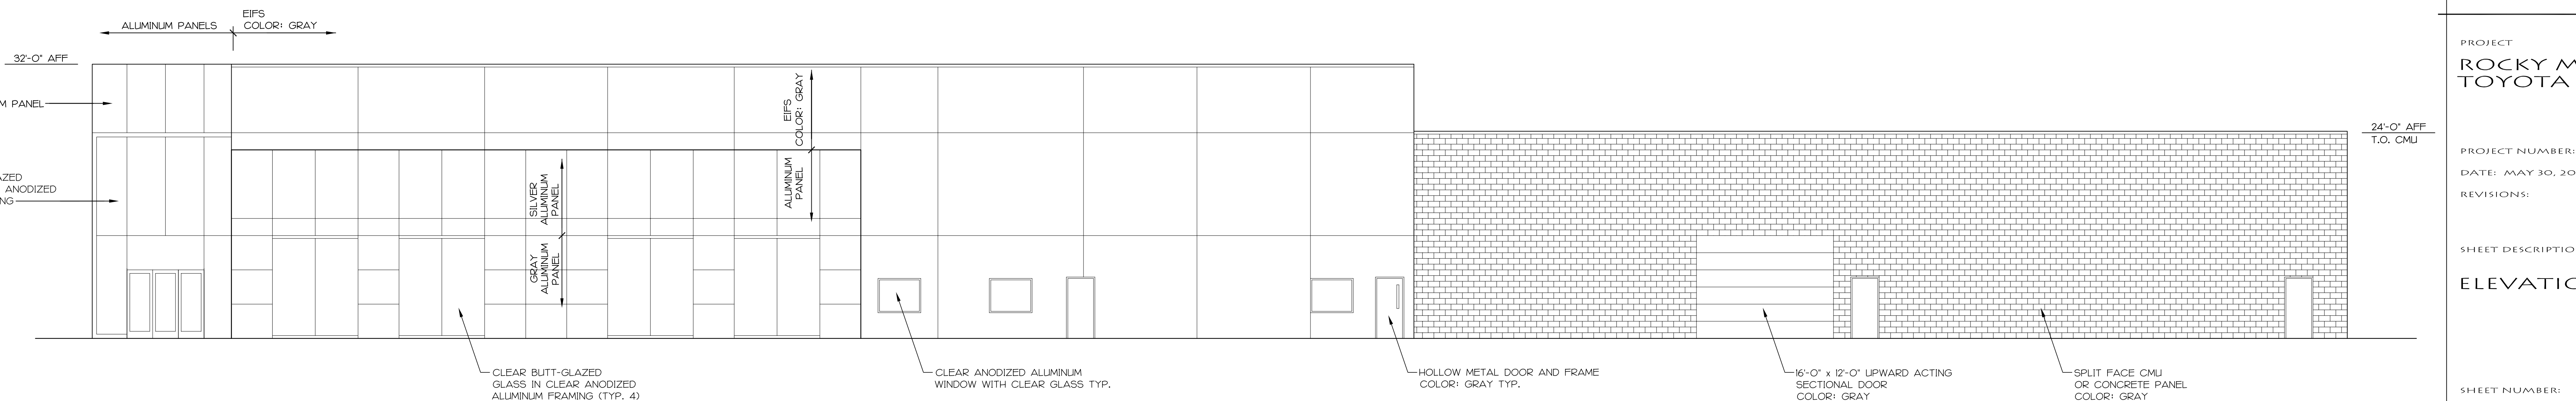 EIFS
ALUMINUM PANELS
COLOR: GRAY
32'-0" AFF
M PANEL
AZED
ANODIZED
NG
EIFS
COLOR: GRAY
ALUMINUM
PANEL
SILVER
ALUMINUM
PANEL
GRAY
ALUMINUM
PANEL
24'-0" AFF
T.O. CMU
CLEAR BUTT-GLAZED
GLASS IN CLEAR ANODIZED
ALUMINUM FRAMING (TYP. 4)
CLEAR ANODIZED ALUMINUM
WINDOW WITH CLEAR GLASS TYP.
HOLLOW METAL DOOR AND FRAME
COLOR: GRAY TYP.
16'-0" x 12'-0" UPWARD ACTING
SECTIONAL DOOR
COLOR: GRAY
SPLIT FACE CMU
OR CONCRETE PANEL
COLOR: GRAY
PROJECT
ROCKY M
TOYOTA
PROJECT NUMBER:
DATE: MAY 30, 20
REVISIONS:
SHEET DESCRIPTIO
ELEVATIO
SHEET NUMBER: